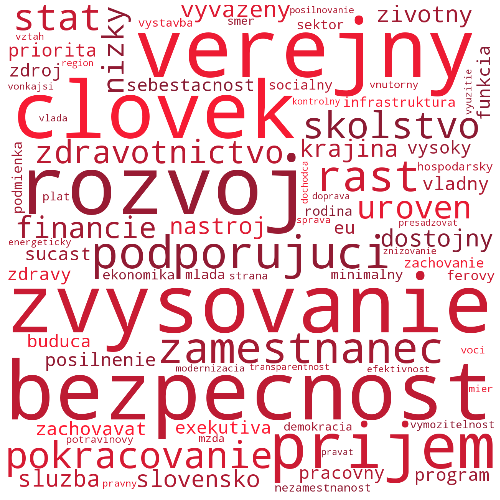 posilnovanie
stat
smer
vyvazeny
sektor
zivotny
vystavba
verejny
vztah
region
priorita
nizky
vonkajsi
zdroj
sebestacnost
socialny
vnutorny
vyuzitie
funkcia
clovek
kontrolny
infrastruktura
vlada
skolstvo
zdravotnictvo
krajina
vysoky
podmienka
rozvoj
dochodca
rast
hospodarsky
vladny
plat
doprava
rodina
uroven
financie
nastroj
sprava
presadzovat
energeticky
sucast
podporujuci
eu
dostojny
znizovanie
zdravy
ekonomika
mlada
strana
minimalny
zachovanie
ferovy
zvysovanie
buduca
posilnenie
zamestnanec
voci
modernizacia
transparentnost
efektivnost
mier
bezpecnost
zachovavat
exekutiva
demokracia
vymozitelnost
potravinovy
mzda
pokracovanie
pravat
prijem
sluzba
pravny
slovensko
pracovny
program
nezamestnanost